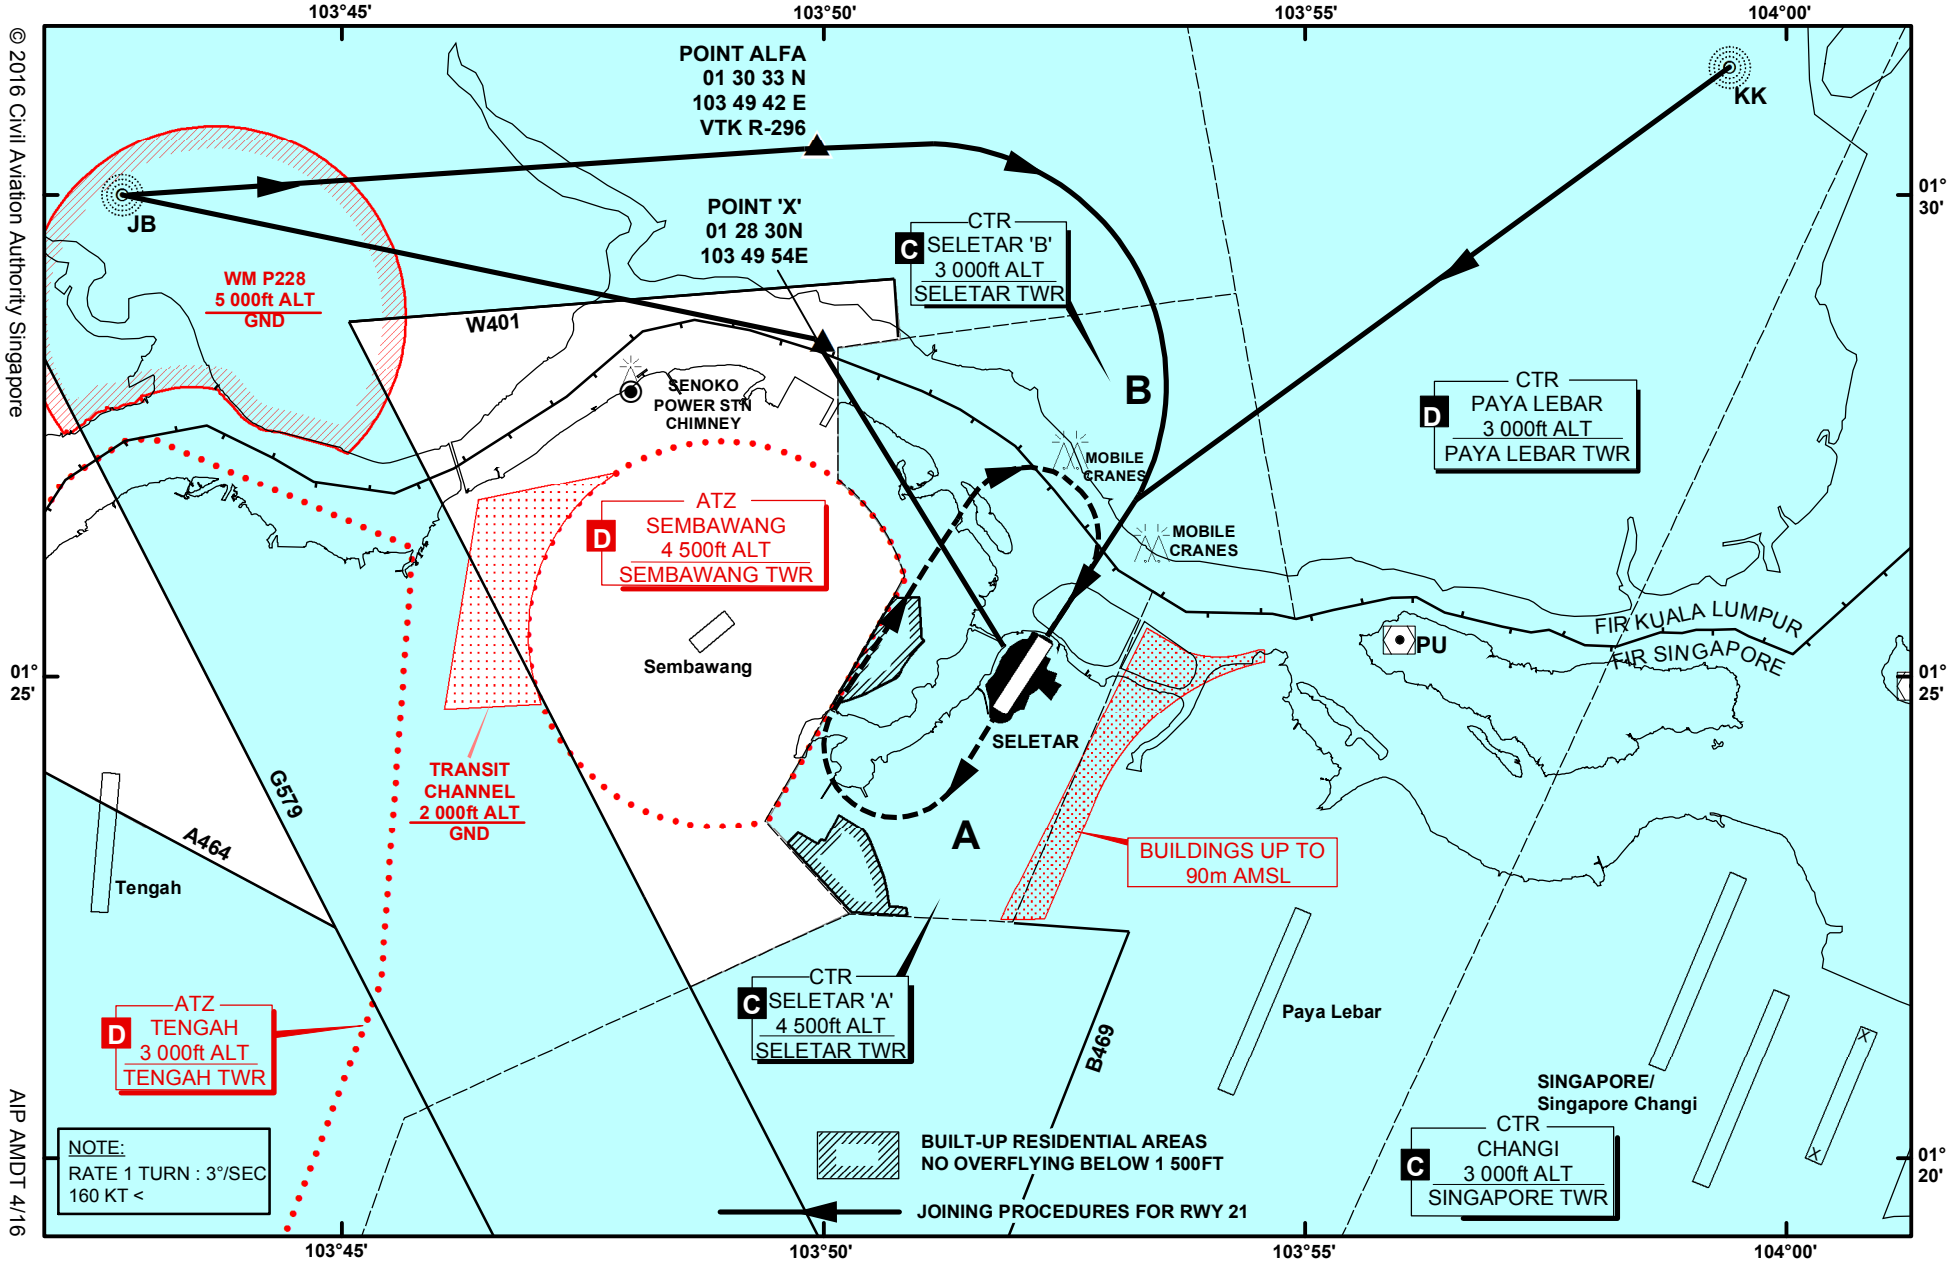 103°45'
103°50'
103°55'
104°00'
© 2016 Civil Aviation Authority Singapore
POINT ALFA
01 30 33 N
103 49 42 E
VTK R-296
KK
JB
01°
30'
POINT 'X'
01 28 30N
103 49 54E
CTR
C
SELETAR 'B'
3 000ft ALT
SELETAR TWR
WM P228
5 000ft ALT
GND
W401
SENOKO
POWER STN
CHIMNEY
B
CTR
D
PAYA LEBAR
3 000ft ALT
PAYA LEBAR TWR
MOBILE
CRANES
MOBILE
CRANES
ATZ
D
SEMBAWANG
4 500ft ALT
SEMBAWANG TWR
FIR KUALA LUMPUR
FIR SINGAPORE
PU
Sembawang
01°
25'
01°
25'
SELETAR
TRANSIT
CHANNEL
2 000ft ALT
GND
G579
A464
Tengah
A
BUILDINGS UP TO
90m AMSL
CTR
C
SELETAR 'A'
4 500ft ALT
SELETAR TWR
B469
Paya Lebar
ATZ
D
TENGAH
3 000ft ALT
TENGAH TWR
SINGAPORE/
Singapore Changi
X
X
CTR
C
CHANGI
3 000ft ALT
SINGAPORE TWR
01°
20'
NOTE:
RATE 1 TURN : 3°/SEC
160 KT <
BUILT-UP RESIDENTIAL AREAS
NO OVERFLYING BELOW 1 500FT
JOINING PROCEDURES FOR RWY 21
AIP AMDT 4/16
103°45'
103°50'
103°55'
104°00'